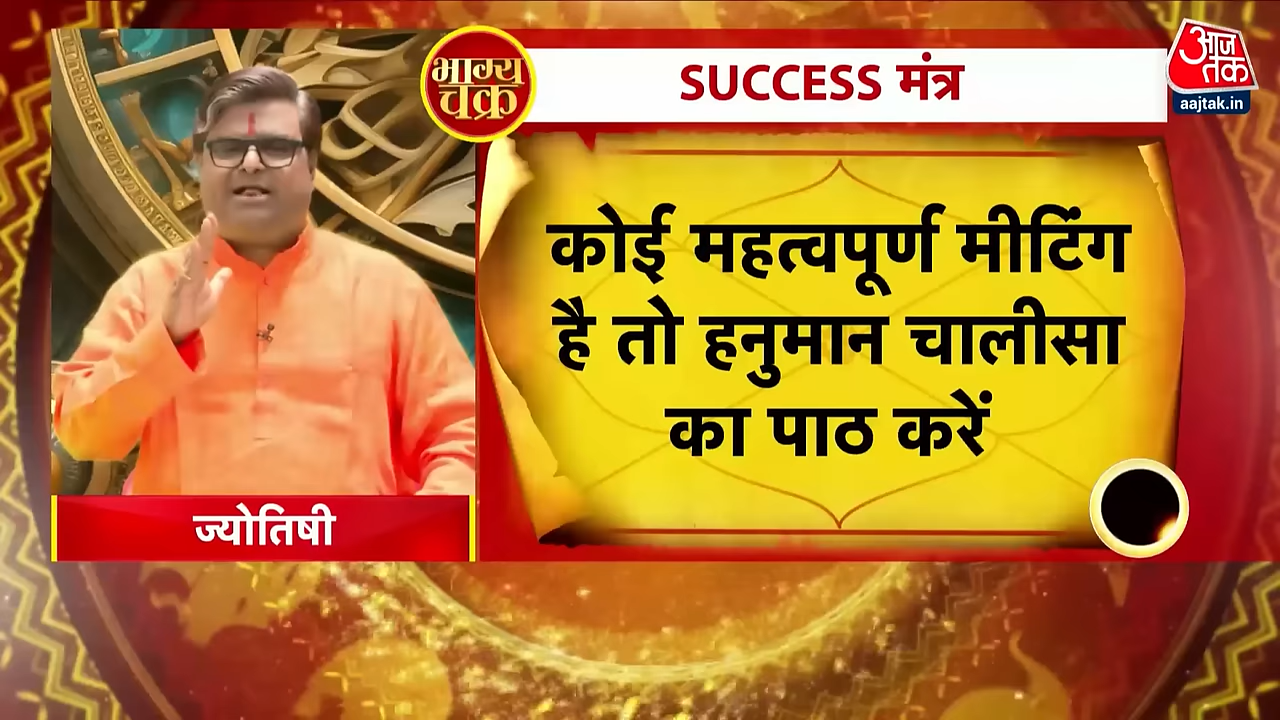 भाग्य
चक्र
SUCCESS मंत्र
आज
तक
aajtak.in
कोई महत्वपूर्ण मीटिंग
है तो हनुमान चालीसा
का पाठ करें
ज्योतिषी